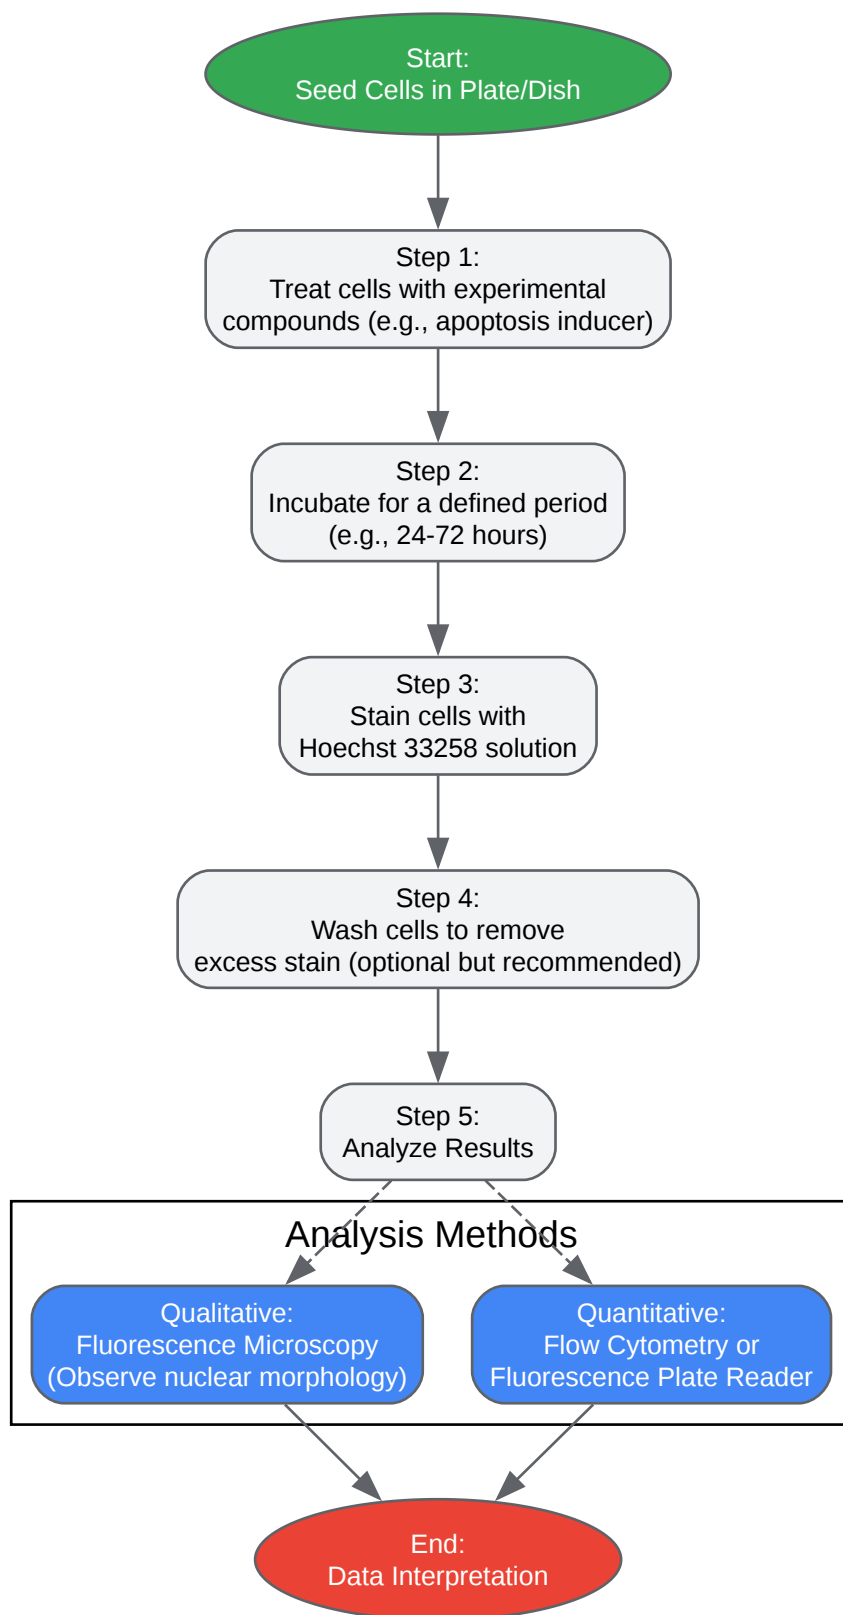 Start:
Seed Cells in Plate/Dish
Step 1:
Treat cells with experimental
compounds (e.g., apoptosis inducer)
Step 2:
Incubate for a defined period
(e.g., 24-72 hours)
Step 3:
Stain cells with
Hoechst 33258 solution
Step 4:
Wash cells to remove
excess stain (optional but recommended)
Step 5:
Analyze Results
Analysis Methods
Qualitative:
Fluorescence Microscopy
(Observe nuclear morphology)
Quantitative:
Flow Cytometry or
Fluorescence Plate Reader
End:
Data Interpretation